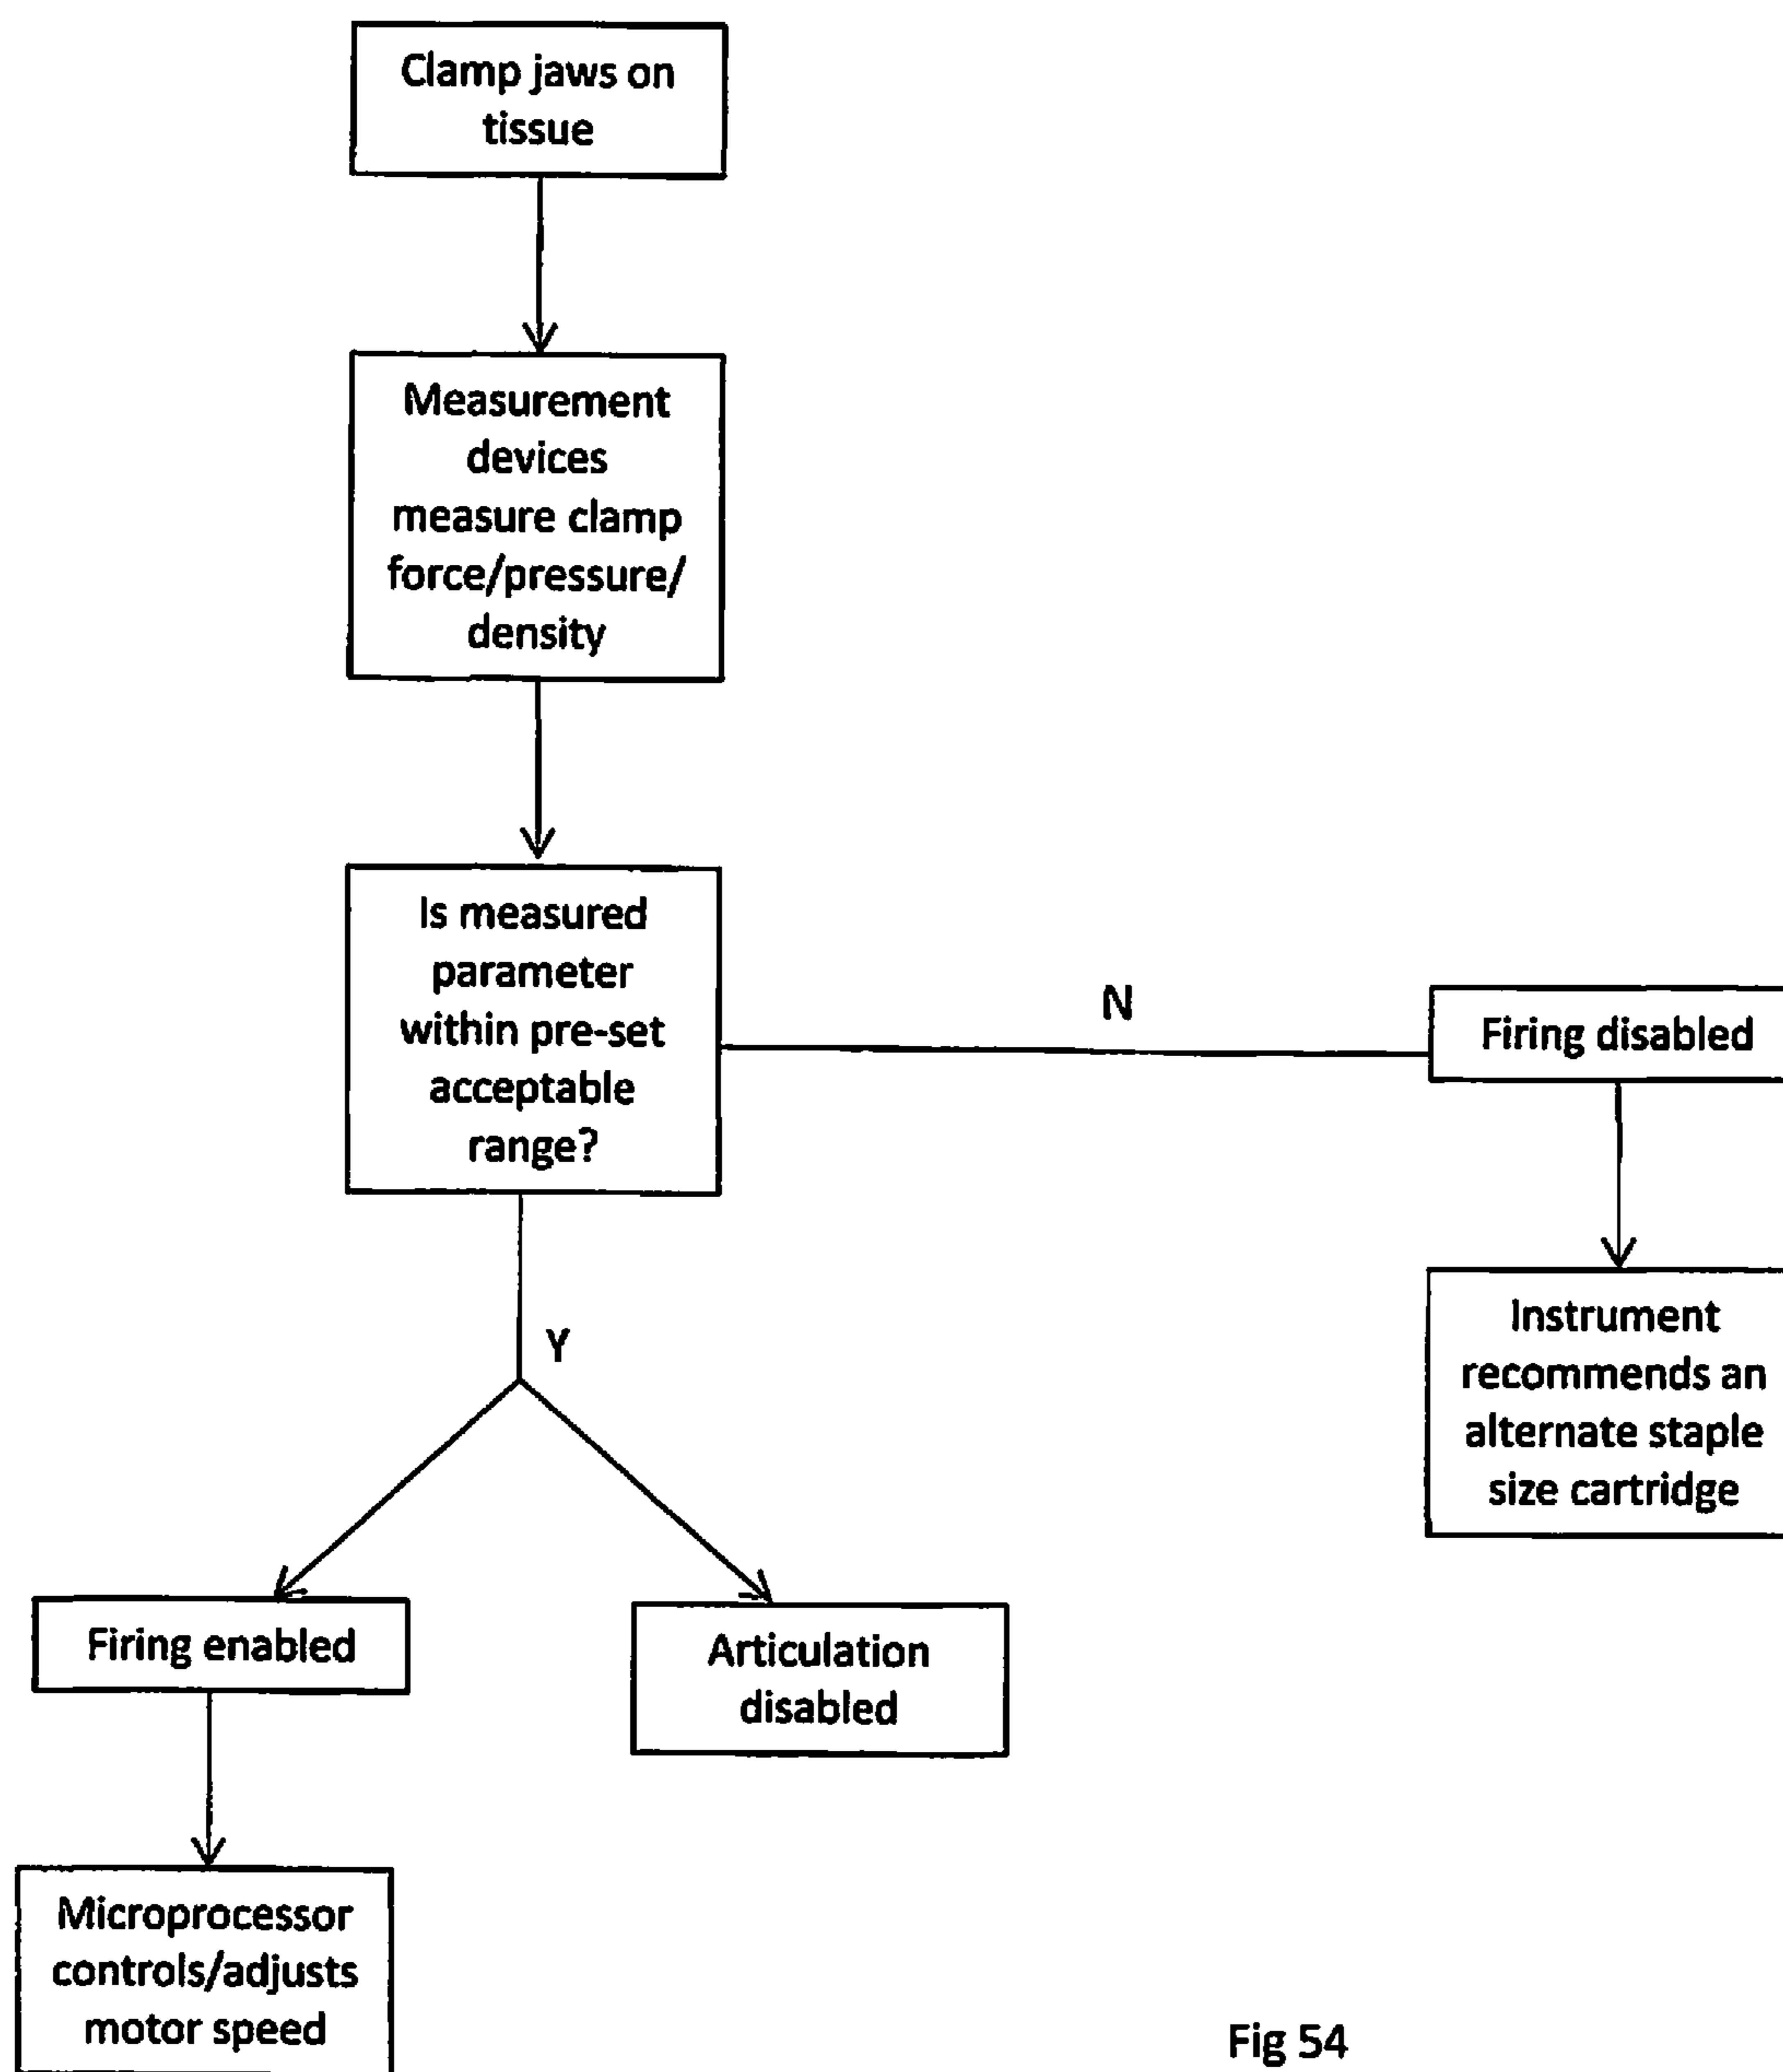 Clamp jaws on
tissue
Measurement
devices
measure clamp
force/pressure/
density
Is measured
parameter
within pre-set
acceptable
range?
N
Firing disabled
Instrument
recommends an
alternate staple
size cartridge
Y
Firing enabled
Articulation
disabled
Microprocessor
controls/adjusts
motor speed
Fig 54